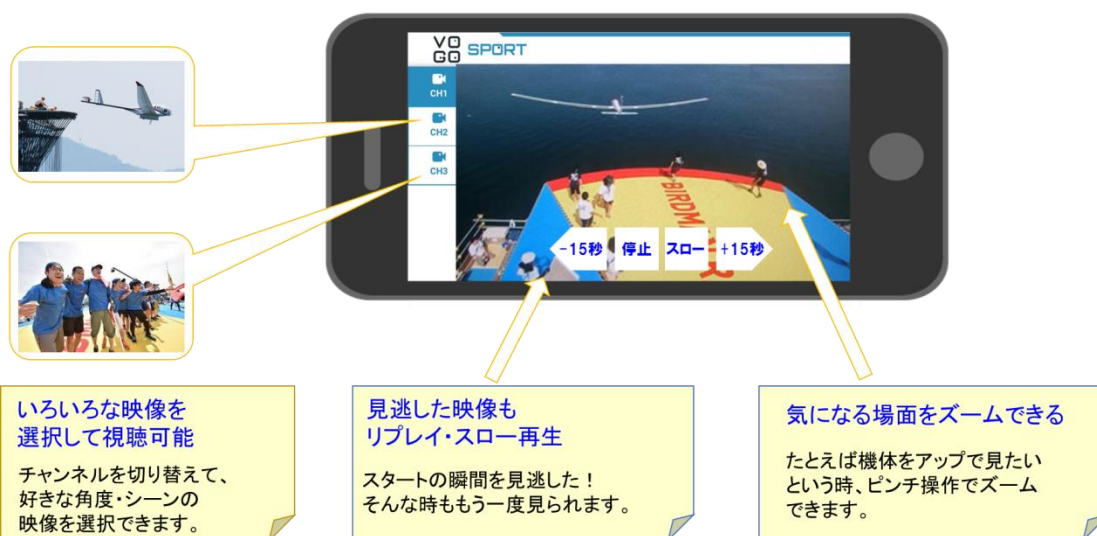 VOGO SPORT
CH1
CH2
CH3
BIRDMAN
-15秒 停止 スロー +15秒
いろいろな映像を
選択して視聴可能
チャンネルを切り替えて、
好きな角度・シーンの
映像を選択できます。
見逃した映像も
リプレイ・スロー再生
スタートの瞬間を見逃した！
そんな時ももう一度見られます。
気になる場面をズームできる
たとえば機体をアップで見たい
という時、ピンチ操作でズーム
できます。